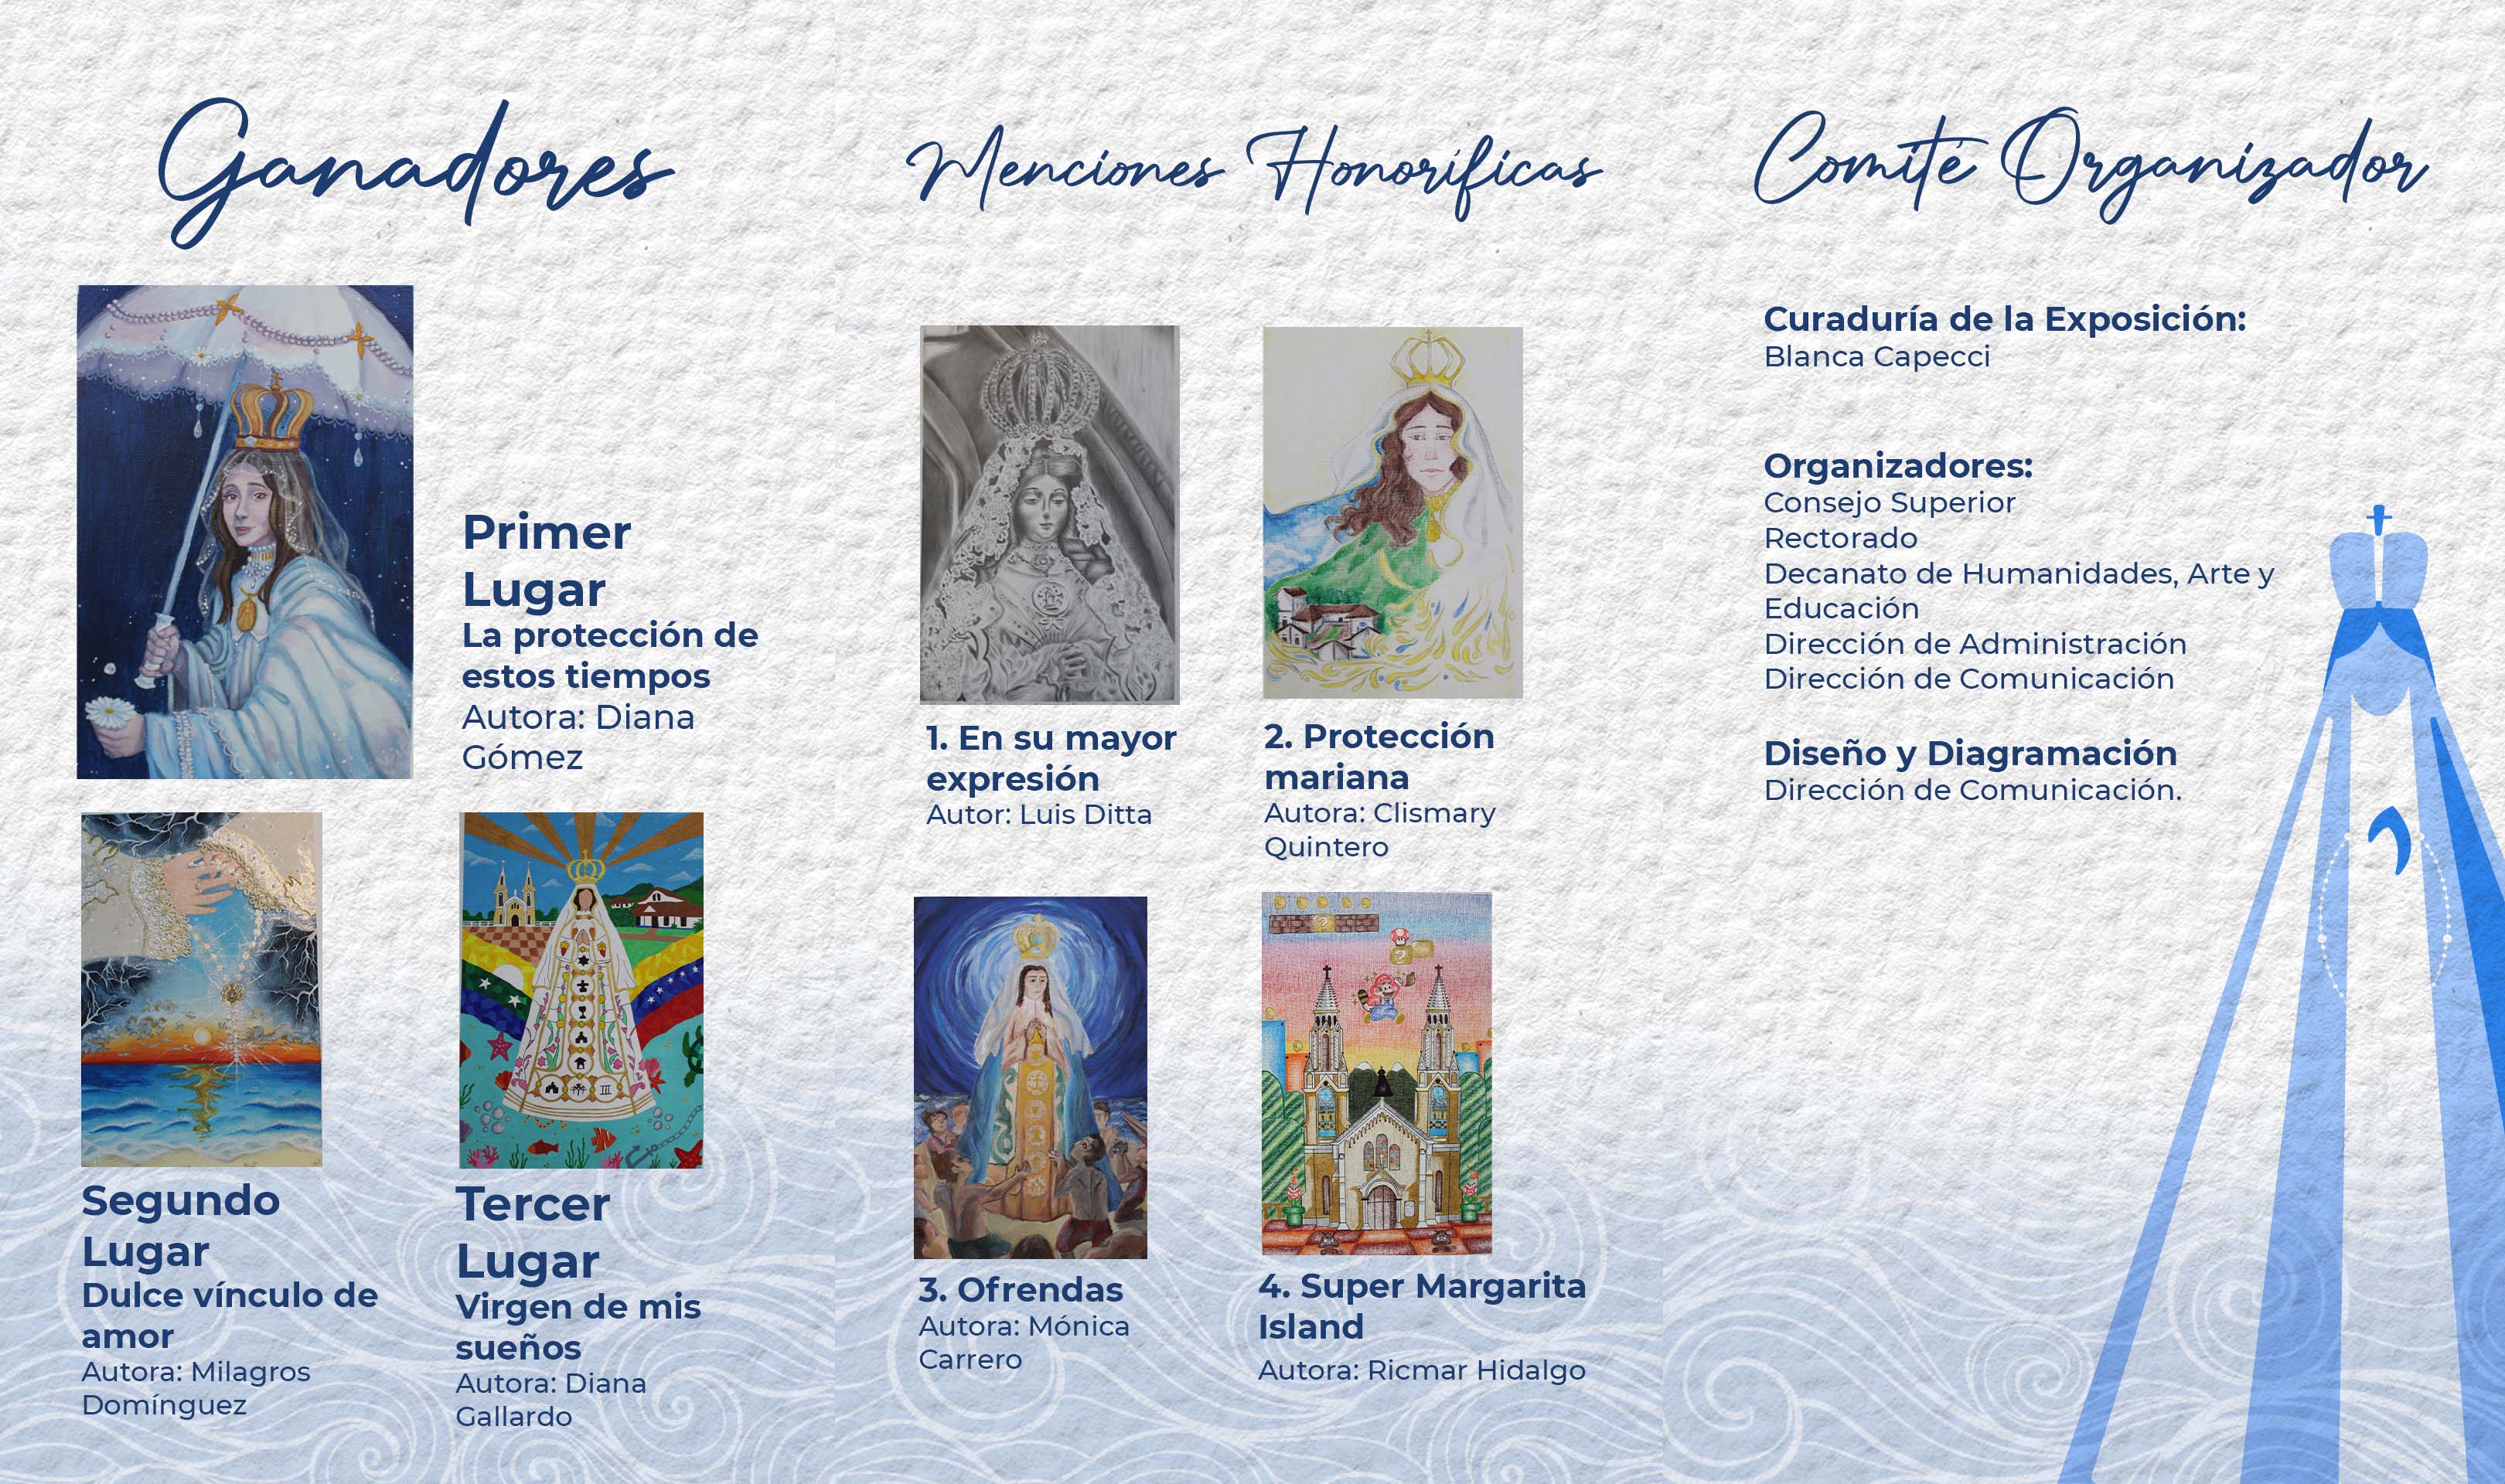 Ganadores
Primer
Lugar
La protección de
estos tiempos
Autora: Diana
Gómez
Segundo
Lugar
Dulce vínculo de
amor
Autora: Milagros
Domínguez
Tercer
Lugar
Virgen de mis
sueños
Autora: Diana
Gallardo
Menciones Honoríficas
1. En su mayor
expresión
Autor: Luis Ditta
2. Protección
mariana
Autora: Clismary
Quintero
3. Ofrendas
Autora: Mónica
Carrero
4. Super Margarita
Island
Autora: Ricmar Hidalgo
Comité Organizador
Curaduría de la Exposición:
Blanca Capecci
Organizadores:
Consejo Superior
Rectorado
Decanato de Humanidades, Arte y
Educación
Dirección de Administración
Dirección de Comunicación
Diseño y Diagramación
Dirección de Comunicación.